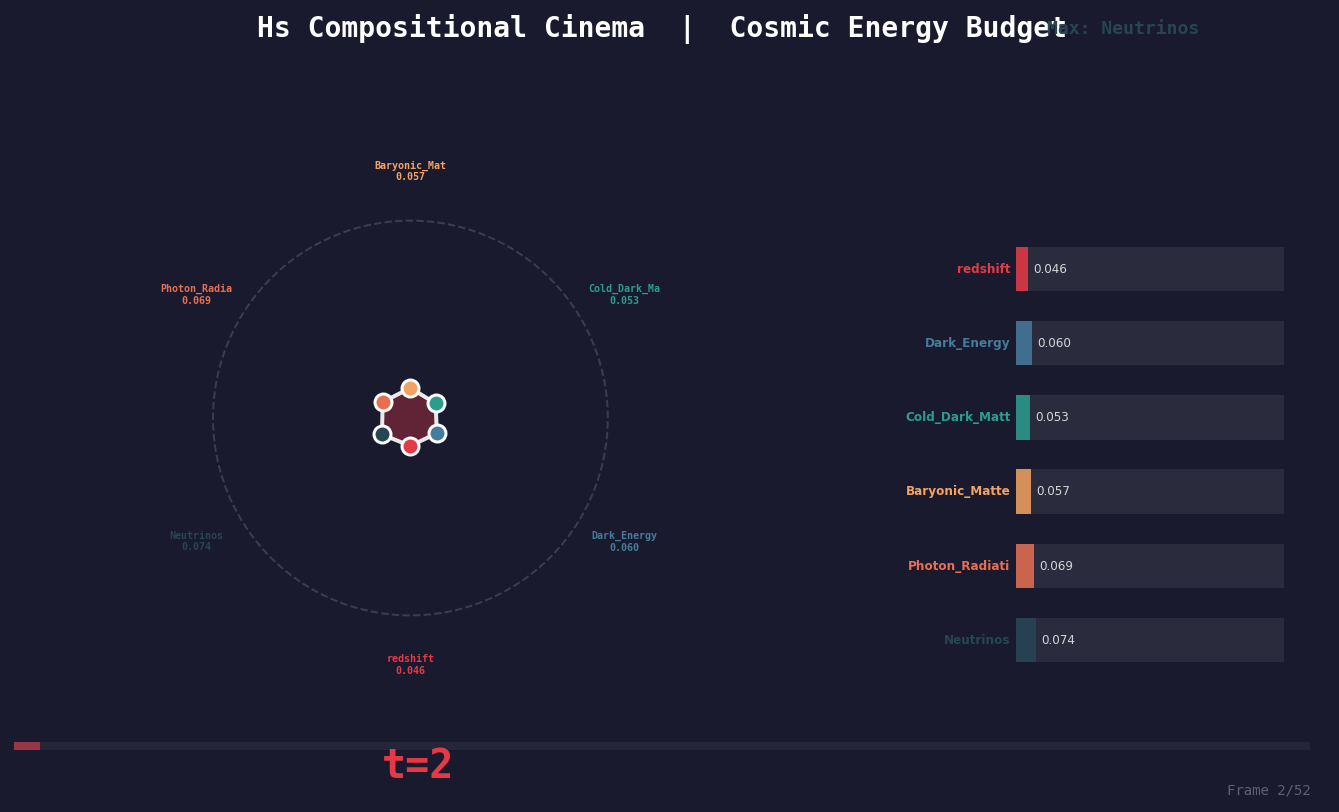 Hs Compositional Cinema | Cosmic Energy Budget
Max: Neutrinos
Baryonic_Mat
0.057
Photon_Radia
0.069
Cold_Dark_Ma
0.053
Neutrinos
0.074
Dark_Energy
0.060
redshift
0.046
redshift 0.046
Dark_Energy 0.060
Cold_Dark_Matt 0.053
Baryonic_Matte 0.057
Photon_Radiati 0.069
Neutrinos 0.074
t=2
Frame 2/52